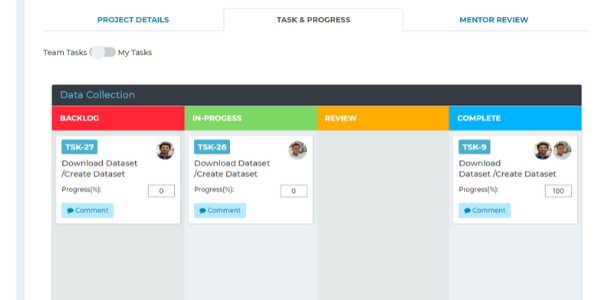 PROJECT DETAILS TASK & PROGRESS MENTOR REVIEW
Team Tasks My Tasks
Data Collection
BACKLOG IN-PROGESS REVIEW COMPLETE
TSK-27
Download Dataset
/Create Dataset
Progress(%): 0
Comment
TSK-26
Download Dataset
/Create Dataset
Progress(%): 0
Comment
TSK-9
Download
Dataset /Create Dataset
Progress(%): 100
Comment